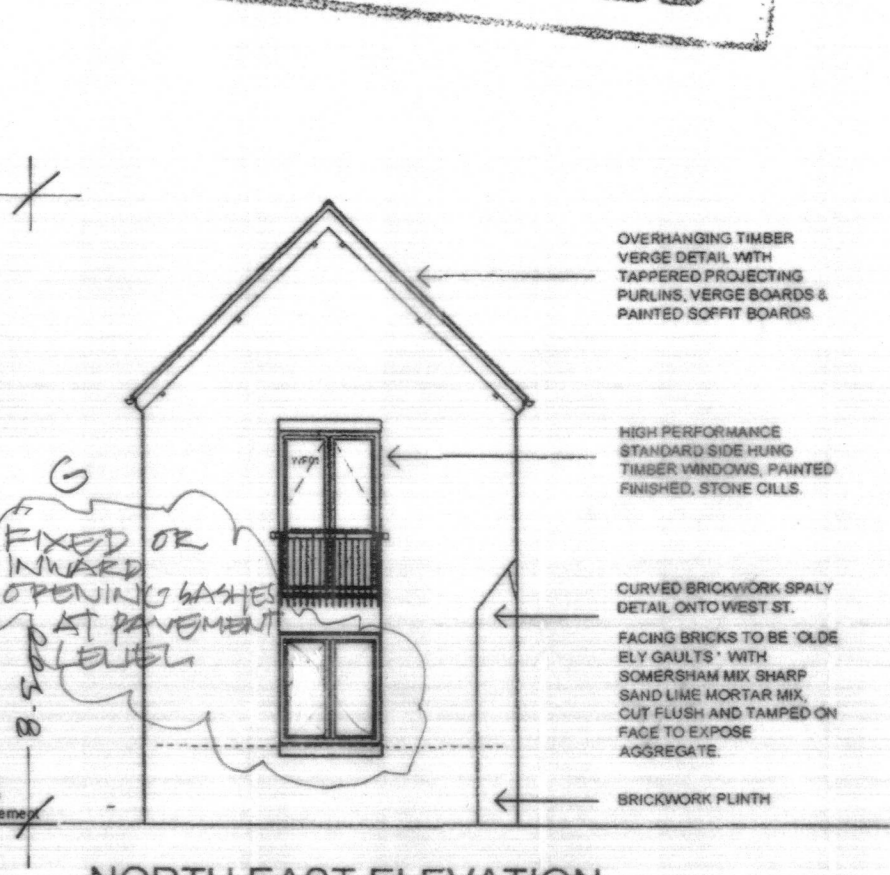 OVERHANGING TIMBER
VERGE DETAIL WITH
TAPPERED PROJECTING
PURLINS, VERGE BOARDS &
PAINTED SOFFIT BOARDS.
HIGH PERFORMANCE
STANDARD SIDE HUNG
TIMBER WINDOWS, PAINTED
FINISHED, STONE CILLS.
G
FIXED OR
INWARD
OPENING SASHES
AT PAVEMENT
LEVEL
CURVED BRICKWORK SPALY
DETAIL ONTO WEST ST.
FACING BRICKS TO BE 'OLDE
ELY GAULTS ' WITH
SOMERSHAM MIX SHARP
SAND LIME MORTAR MIX,
CUT FLUSH AND TAMPED ON
FACE TO EXPOSE
AGGREGATE.
BRICKWORK PLINTH
NORTH EAST ELEVATION